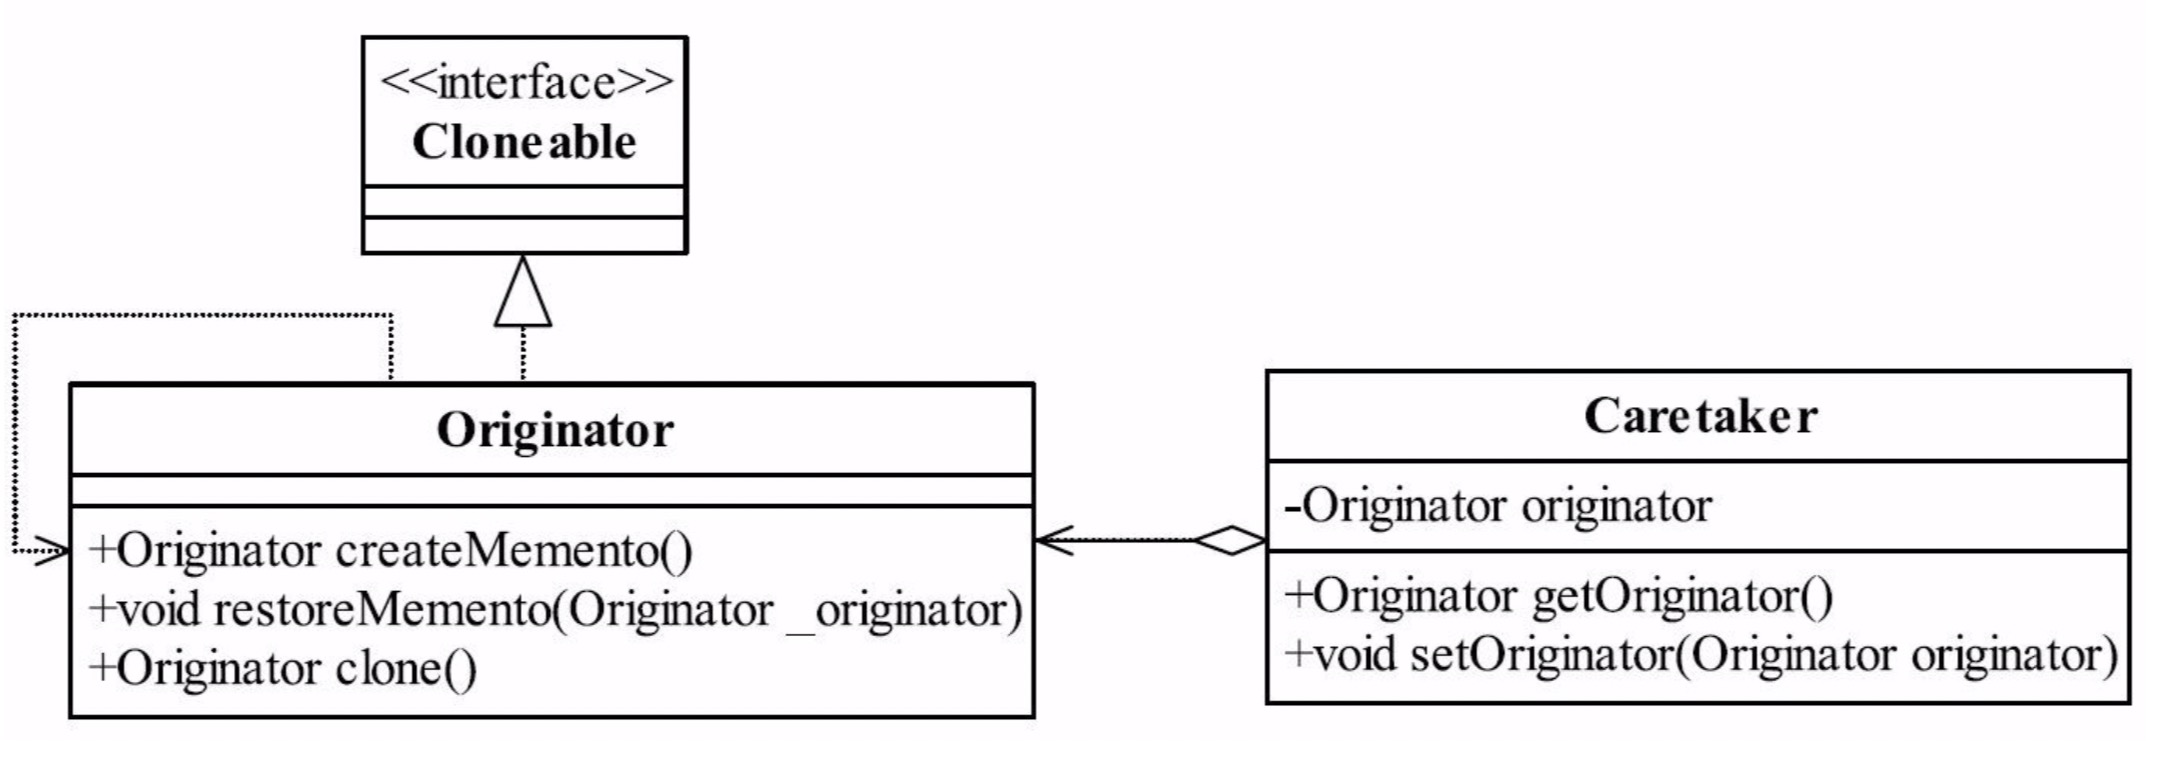 <<interface>>
Cloneable
Originator
+Originator createMemento()
+void restoreMemento(Originator _originator)
+Originator clone()
Caretaker
-Originator originator
+Originator getOriginator()
+void setOriginator(Originator originator)